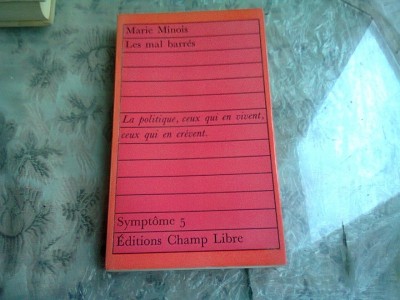 Marie Minois
Les mal barrés
La politique, ceux qui en vivent,
ceux qui en crèvent.
Symptôme 5
Éditions Champ Libre